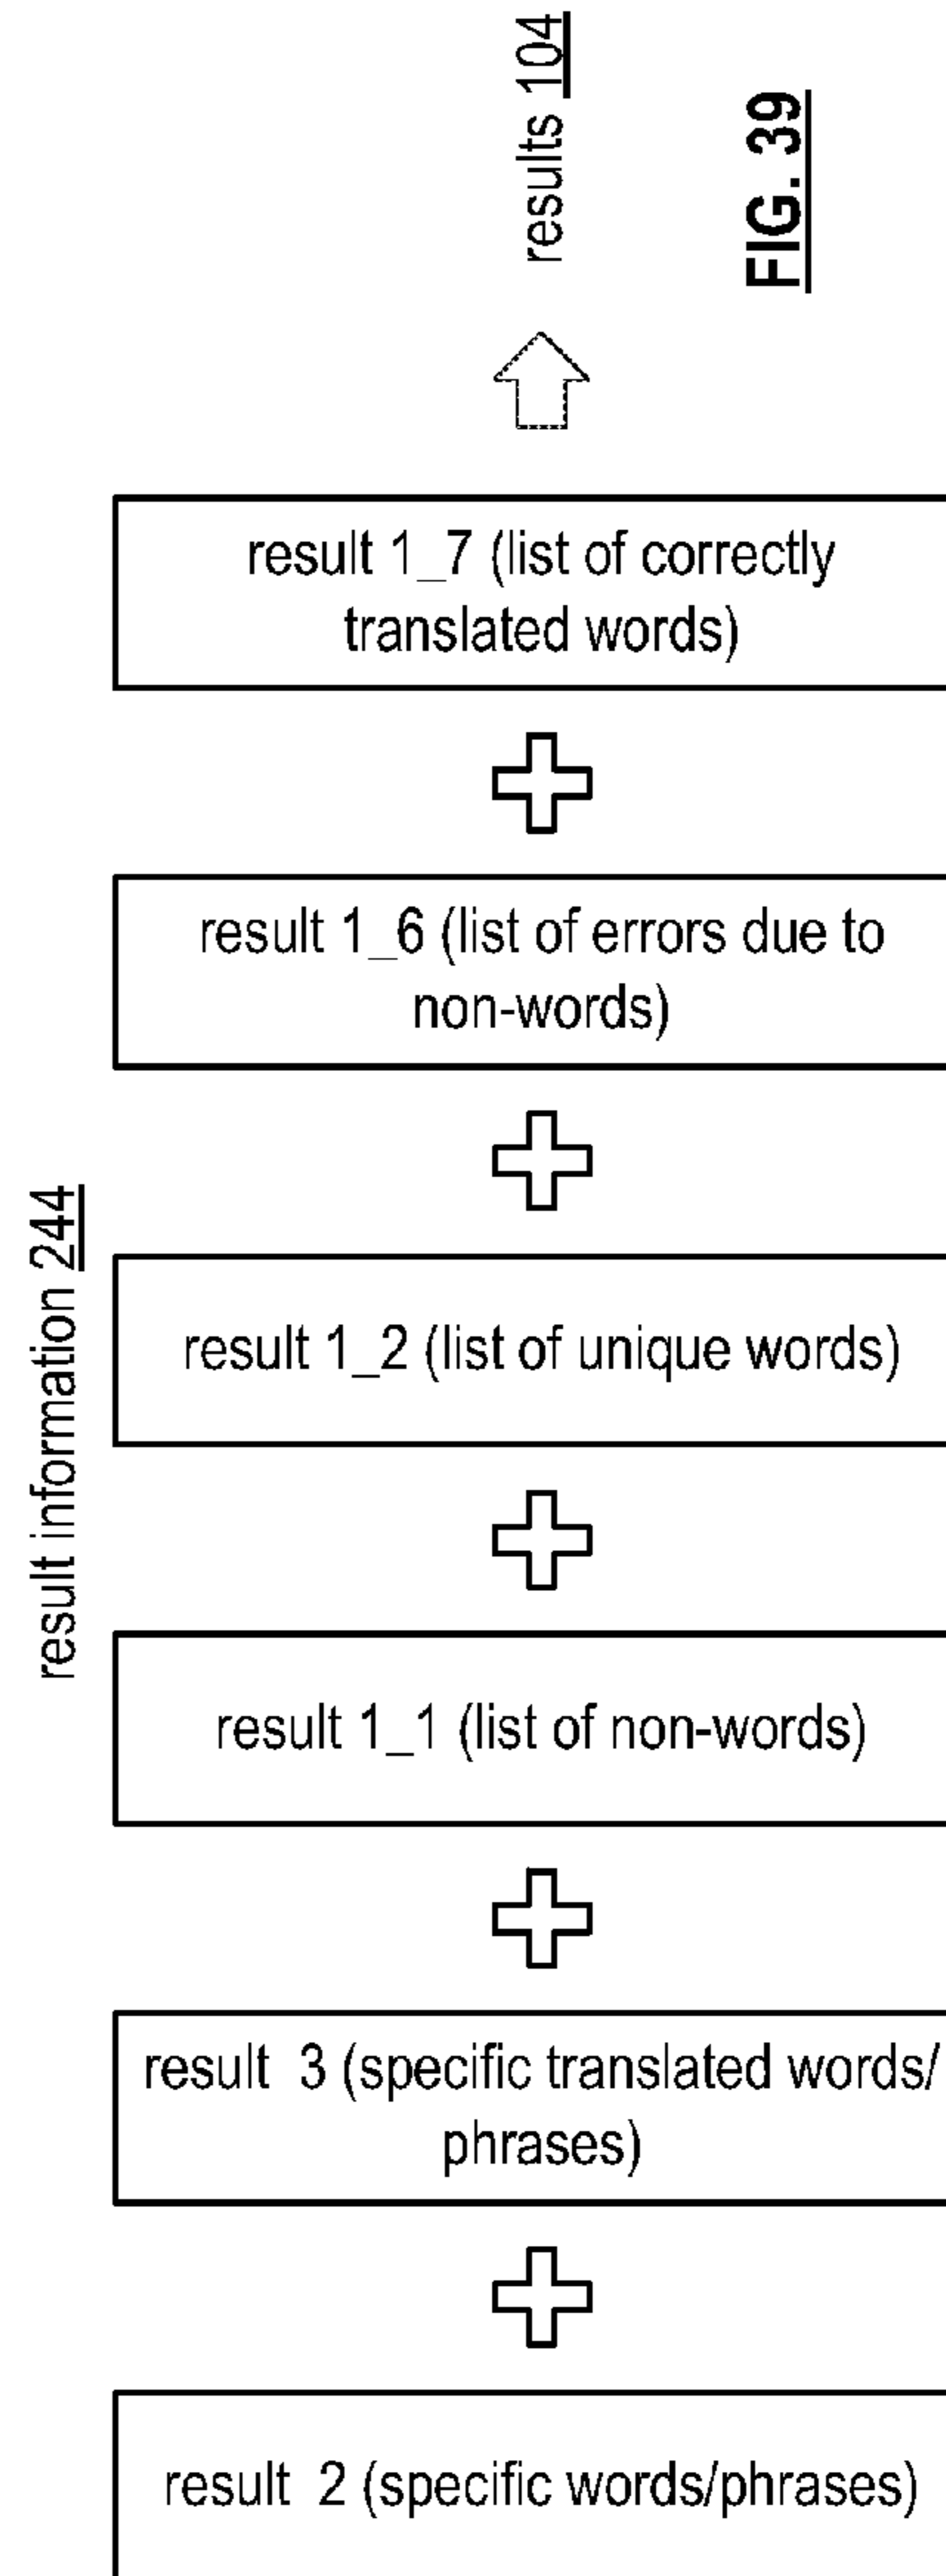 results 104
FIG. 39
result 1_7 (list of correctly
translated words)
result 1_6 (list of errors due to
non-words)
result information 244
result 1_2 (list of unique words)
result 1_1 (list of non-words)
result 3 (specific translated words/
phrases)
result 2 (specific words/phrases)